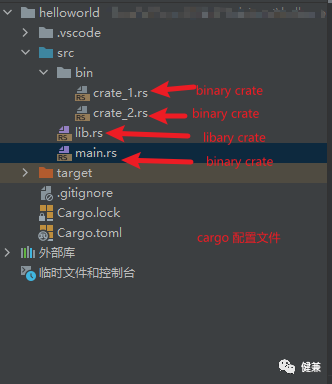 helloworld
.vscode
src
bin
crate_1.rs binary crate
crate_2.rs binary crate
lib.rs libary crate
main.rs binary crate
target
.gitignore
Cargo.lock
Cargo.toml cargo 配置文件
外部库
临时文件和控制台
健兼